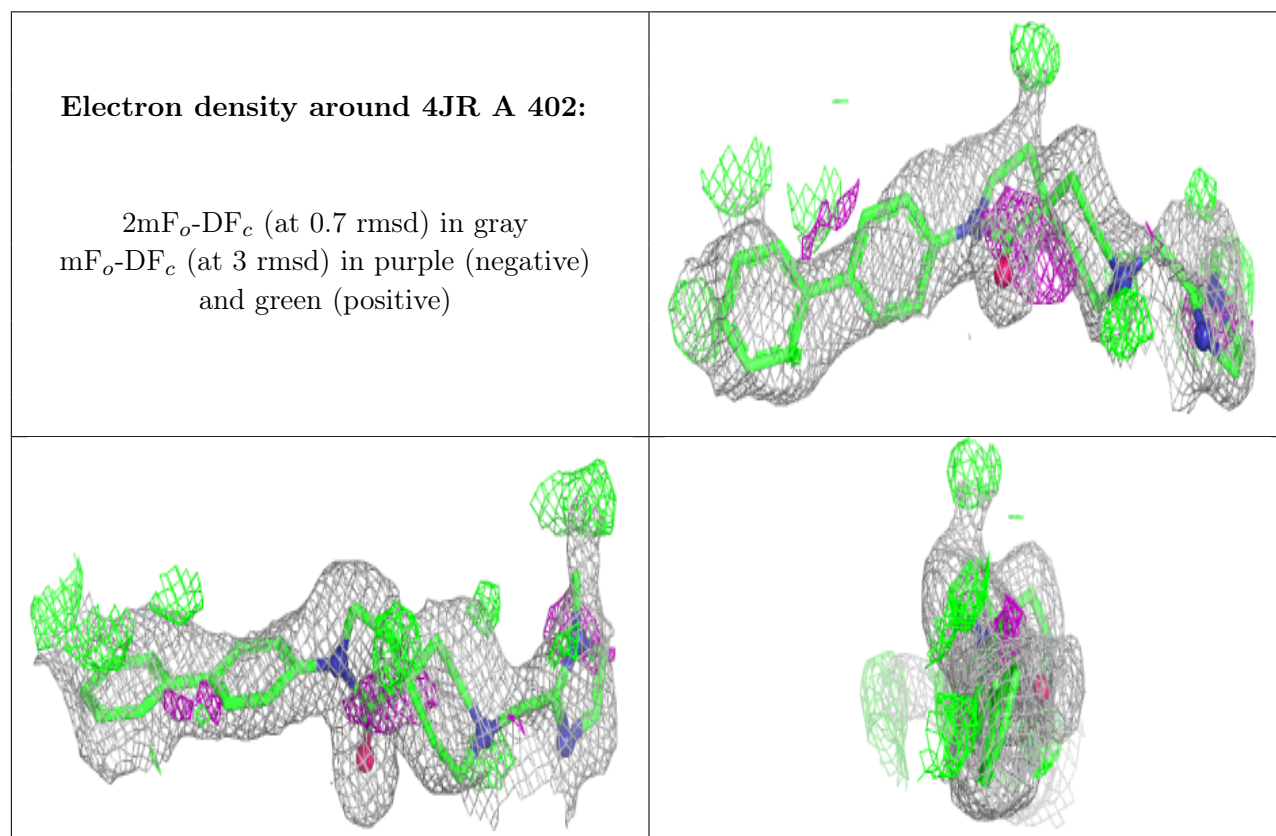 Electron density around 4JR A 402:
2mFₒ-DF𝒸 (at 0.7 rmsd) in gray
mFₒ-DF𝒸 (at 3 rmsd) in purple (negative)
and green (positive)